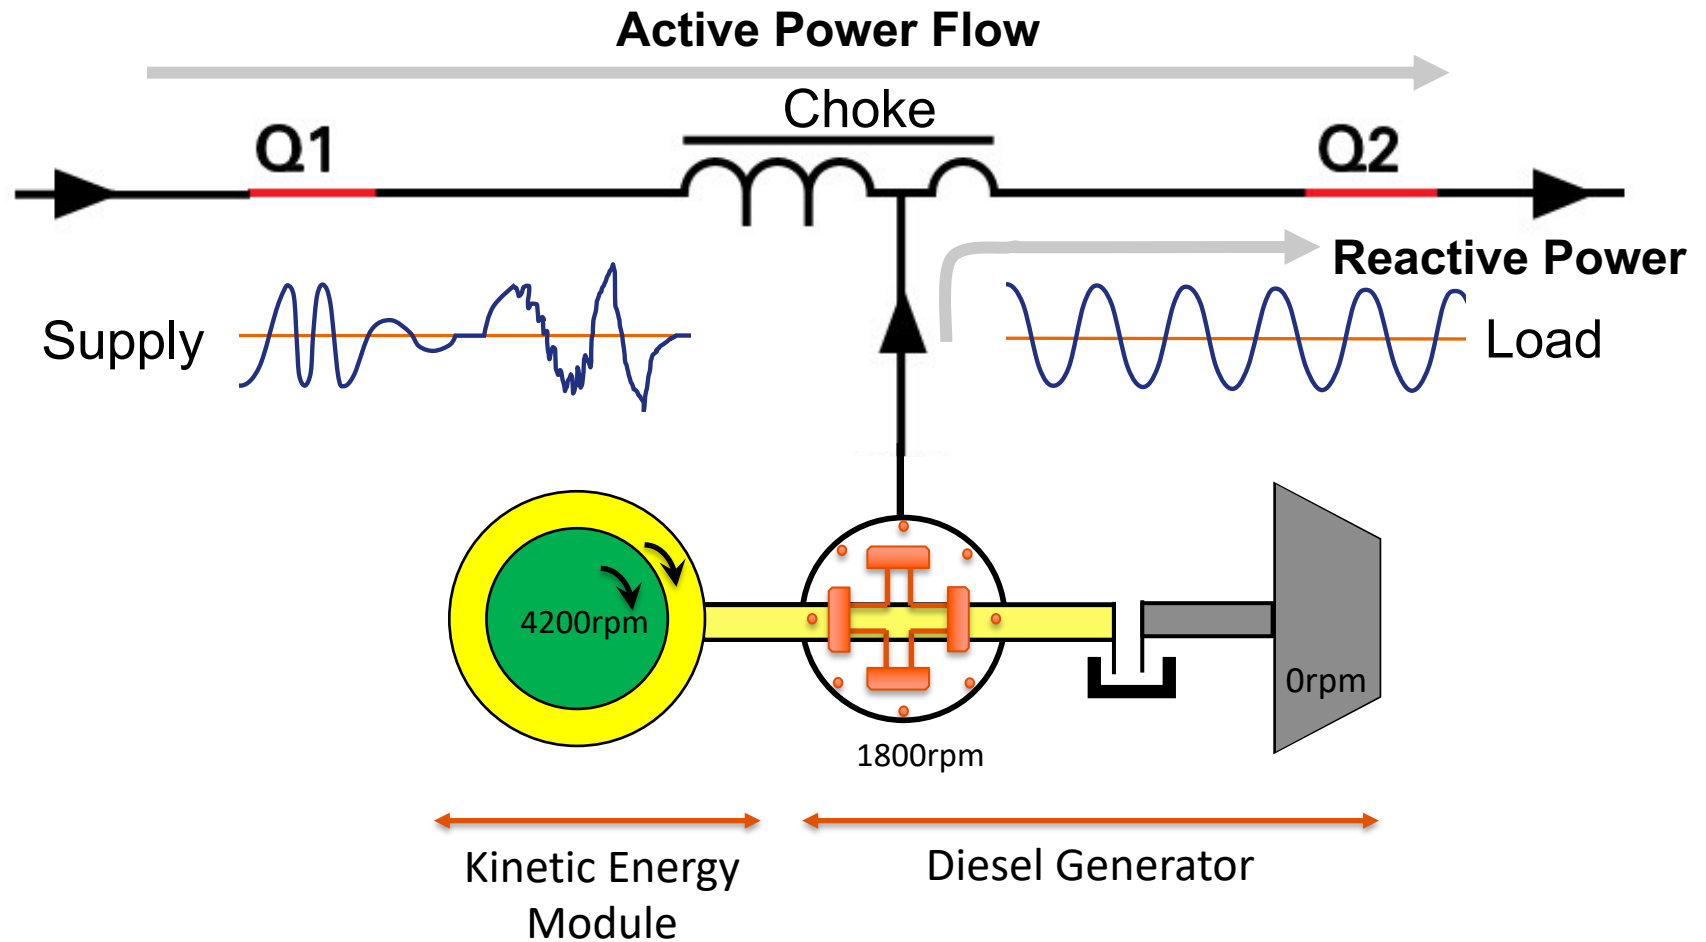 Active Power Flow
Choke
Q1
Q2
Reactive Power
Supply
Load
4200rpm
0rpm
1800rpm
Kinetic Energy
Module
Diesel Generator